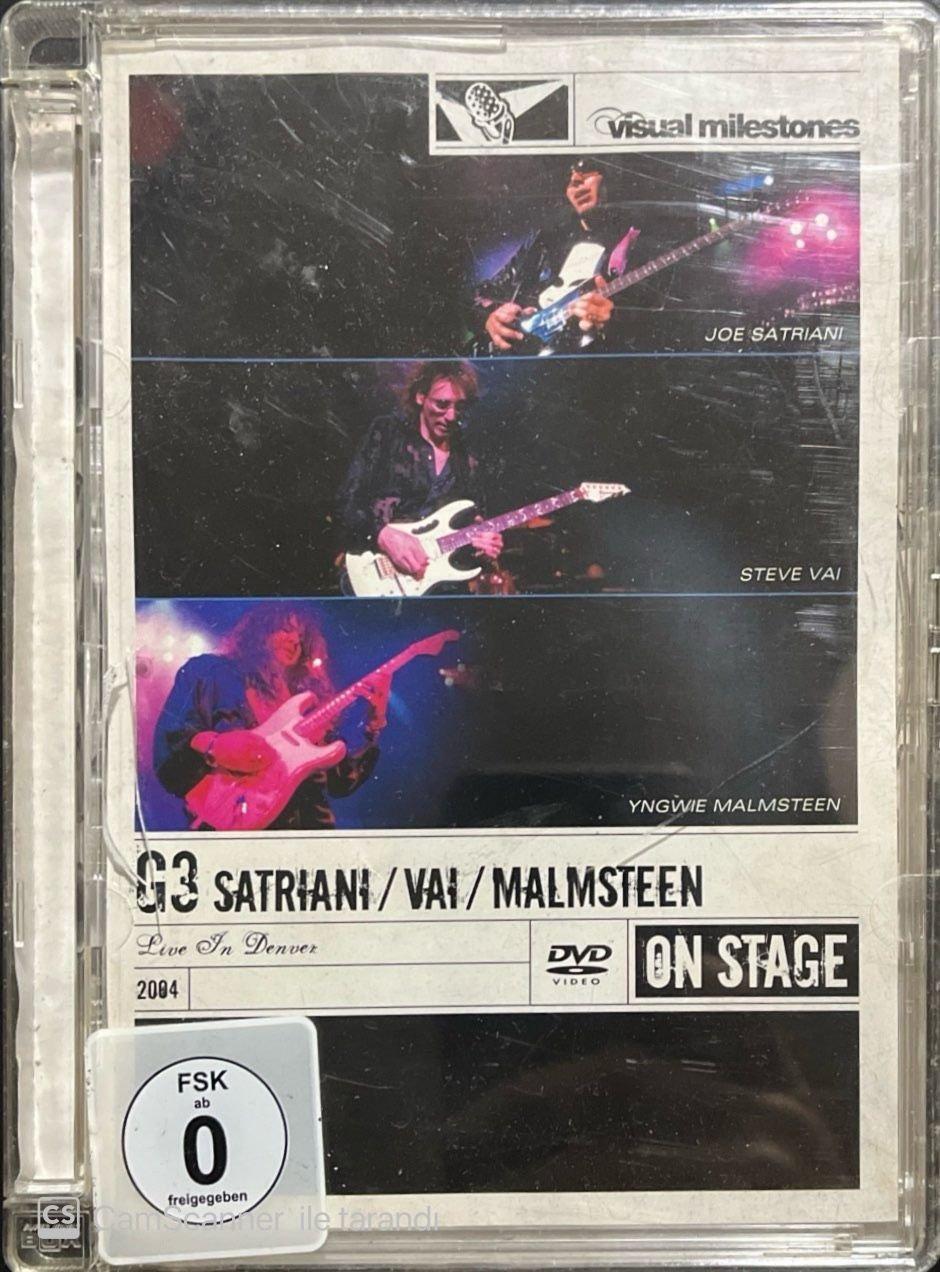 visual milestones
JOE SATRIANI
STEVE VAI
YNGWIE MALMSTEEN
G3 SATRIANI / VAI / MALMSTEEN
Live In Denver
DVD
VIDEO
ON STAGE
2004
FSK
ab
0
freigegeben
CS CamScanner ile tarandı